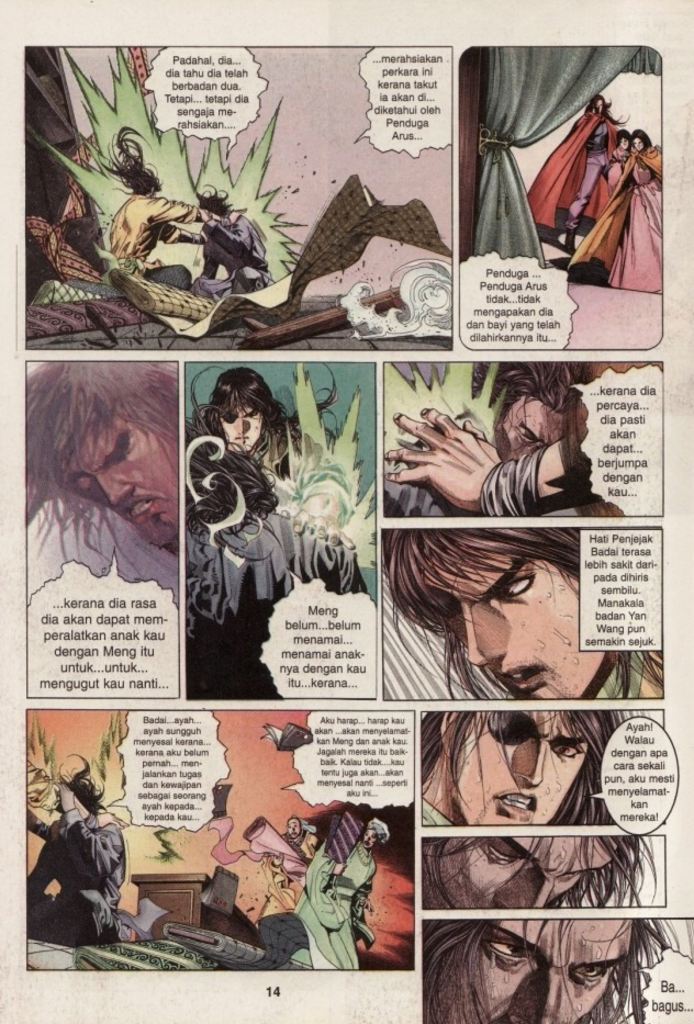 Padahal, dia...
dia tahu dia telah
berbadan dua.
Tetapi... tetapi dia
sengaja me-
rahsiakan....
...merahsiakan
perkara ini
kerana takut
ia akan di...
diketahui oleh
Penduga
Arus...
Penduga ...
Penduga Arus
tidak...tidak
mengapakan dia
dan bayi yang telah
dilahirkannya itu...
...kerana dia rasa
dia akan dapat mem-
peralatkan anak kau
dengan Meng itu
untuk...untuk...
mengugut kau nanti...
Meng
belum...belum
menamai...
menamai anak-
nya dengan kau
itu...kerana...
...kerana dia
percaya...
dia pasti
akan
dapat...
berjumpa
dengan
kau...
Hati Penjejak
Badai terasa
lebih sakit dari-
pada dihiris
sembilu.
Manakala
badan Yan
Wang pun
semakin sejuk.
Badai...ayah...
ayah sungguh
menyesal kerana...
kerana aku belum
pernah... men-
jalankan tugas
dan kewajipan
sebagai seorang
ayah kepada...
kepada kau...
Aku harap... harap kau
akan ...akan menyelamat-
kan Meng dan anak kau.
Jagalah mereka itu baik-
baik. Kalau tidak....kau
tentu juga akan...akan
menyesal nanti ...seperti
aku ini...
Ayah!
Walau
dengan apa
cara sekali
pun, aku mesti
menyelamat-
kan
mereka!
Ba...
bagus...
14